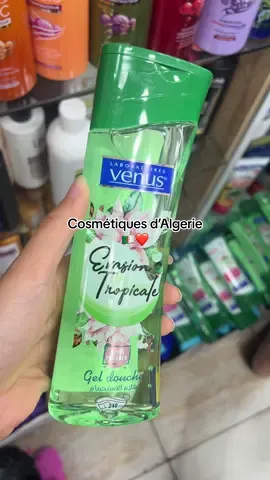 LABORATOIRES
Venus
Cosmétiques d'Algerie
Evasion
Tropicale
Gel douche